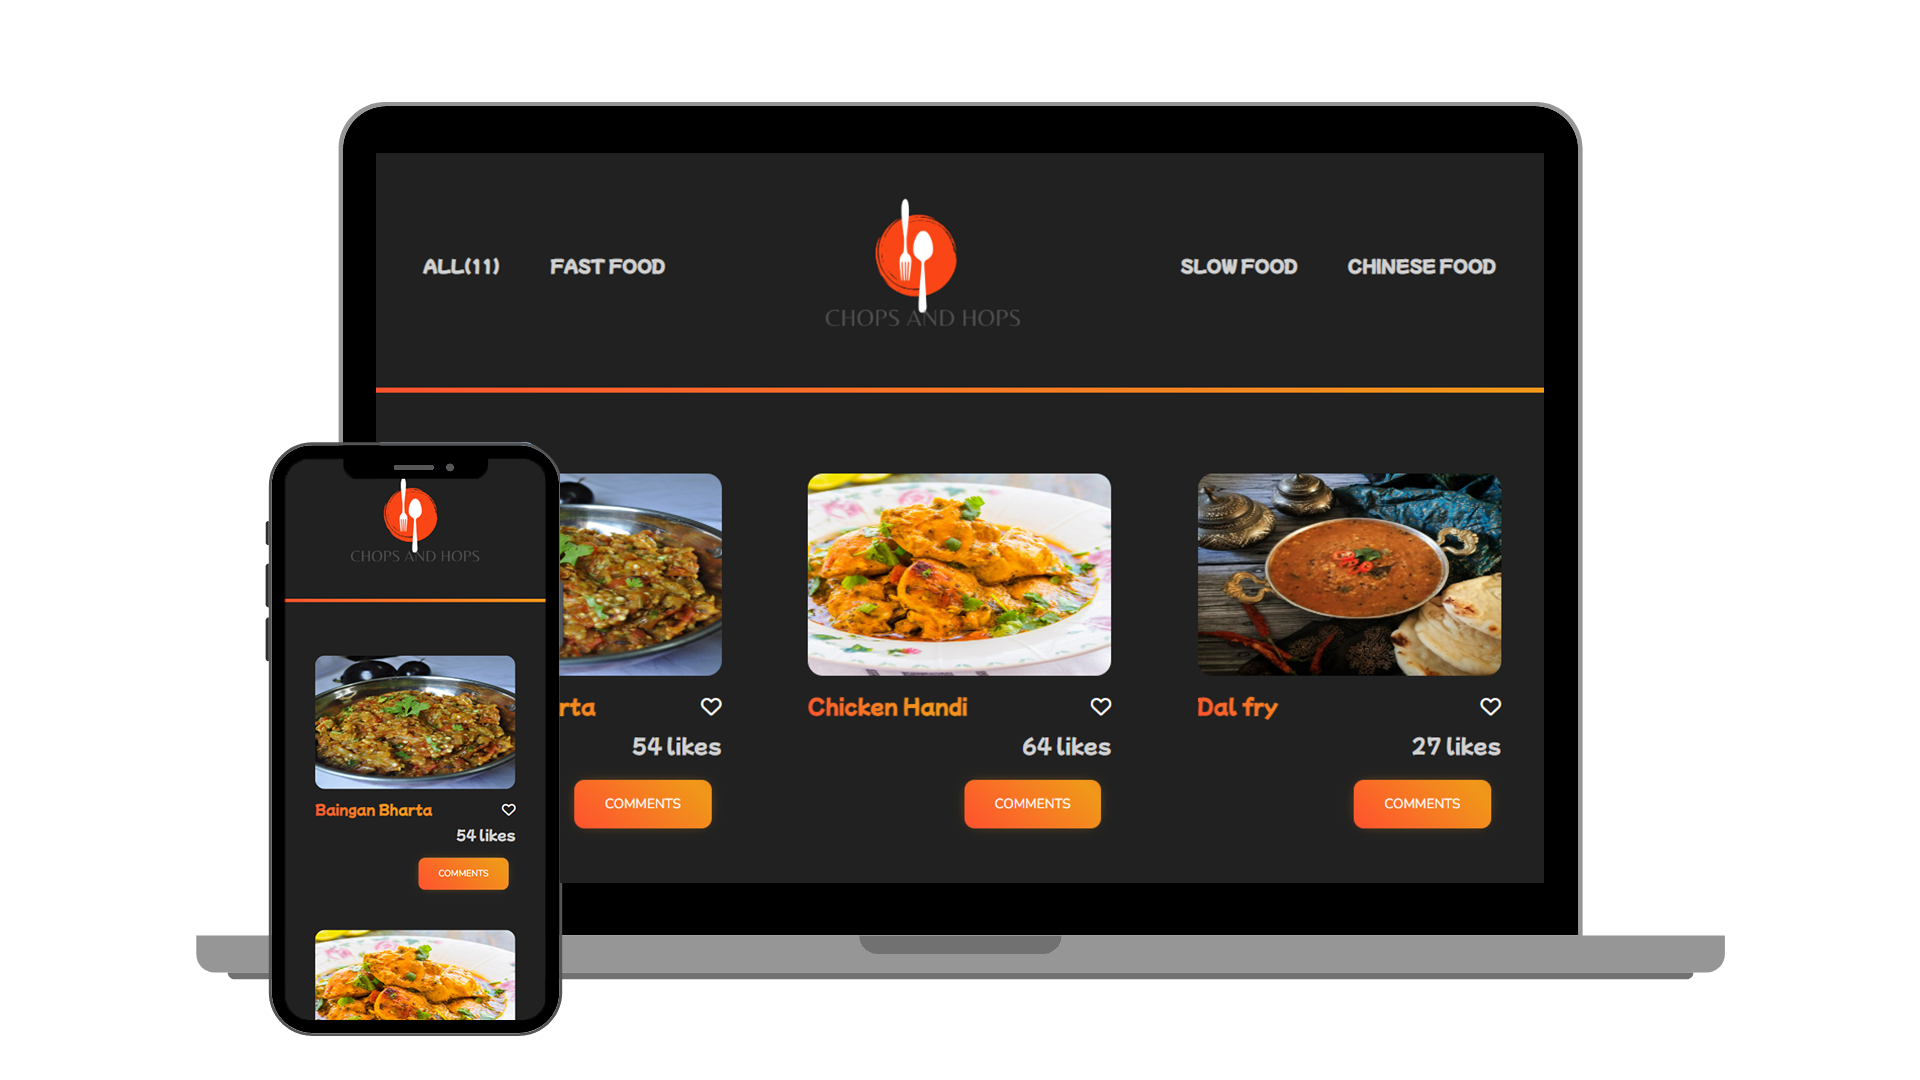 ALL(11) FAST FOOD SLOW FOOD CHINESE FOOD
CHOPS AND HOPS
rta
54 likes
COMMENTS
Chicken Handi
64 likes
COMMENTS
Dal fry
27 likes
COMMENTS
CHOPS AND HOPS
Baingan Bharta
54 likes
COMMENTS